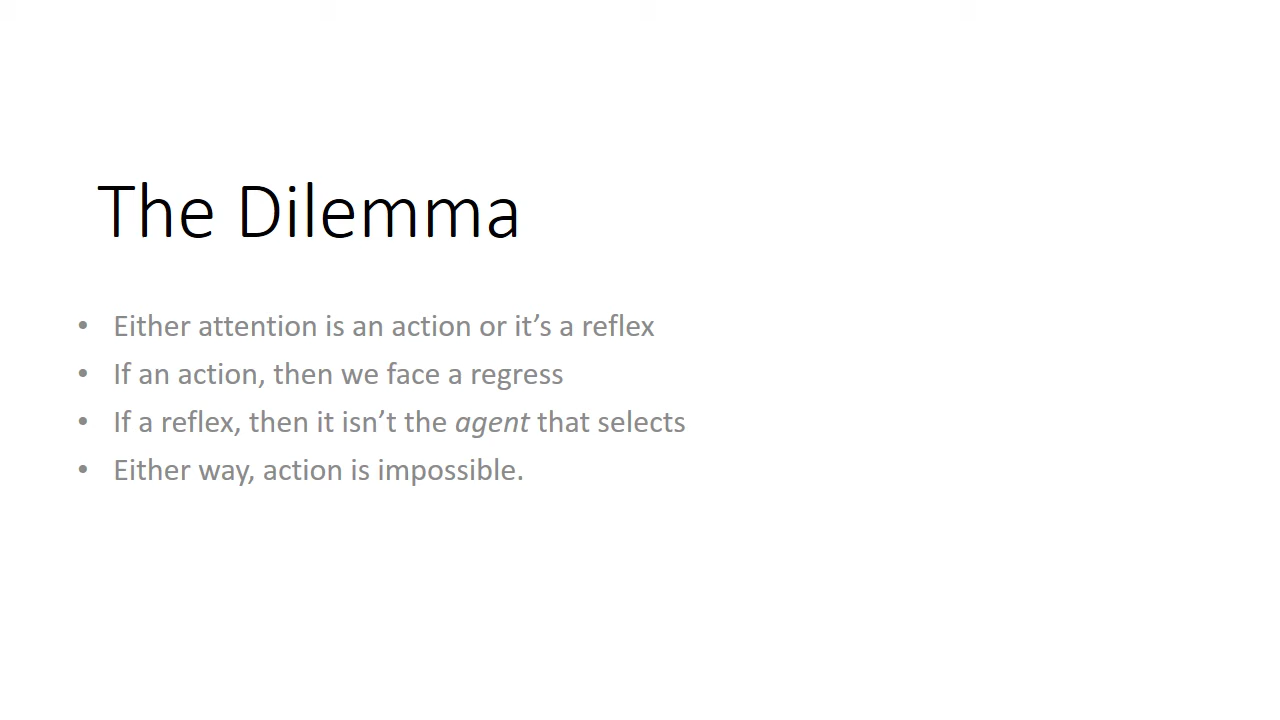 The Dilemma
• Either attention is an action or it’s a reflex
• If an action, then we face a regress
• If a reflex, then it isn’t the agent that selects
• Either way, action is impossible.